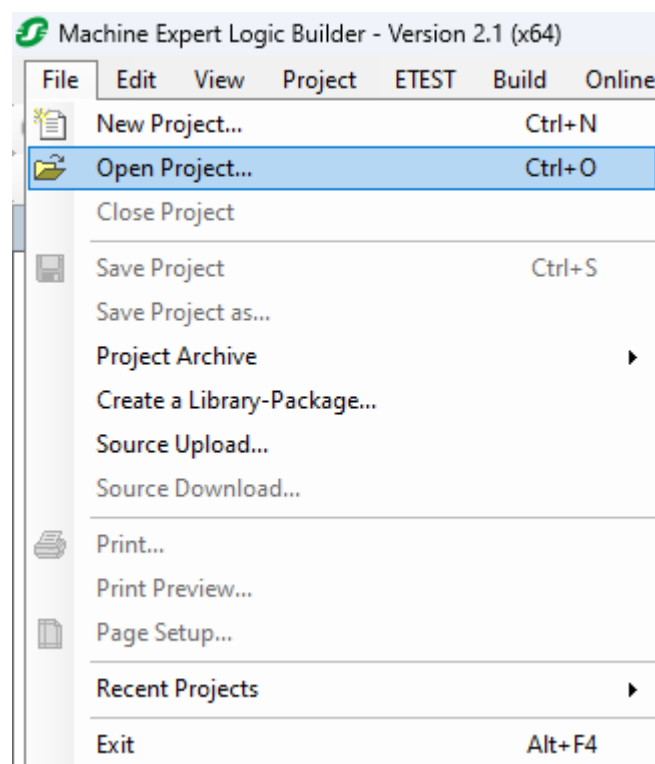 Machine Expert Logic Builder - Version 2.1 (x64)
File Edit View Project ETEST Build Online
New Project... Ctrl+N
Open Project... Ctrl+O
Close Project
Save Project Ctrl+S
Save Project as...
Project Archive
Create a Library-Package...
Source Upload...
Source Download...
Print...
Print Preview...
Page Setup...
Recent Projects
Exit Alt+F4